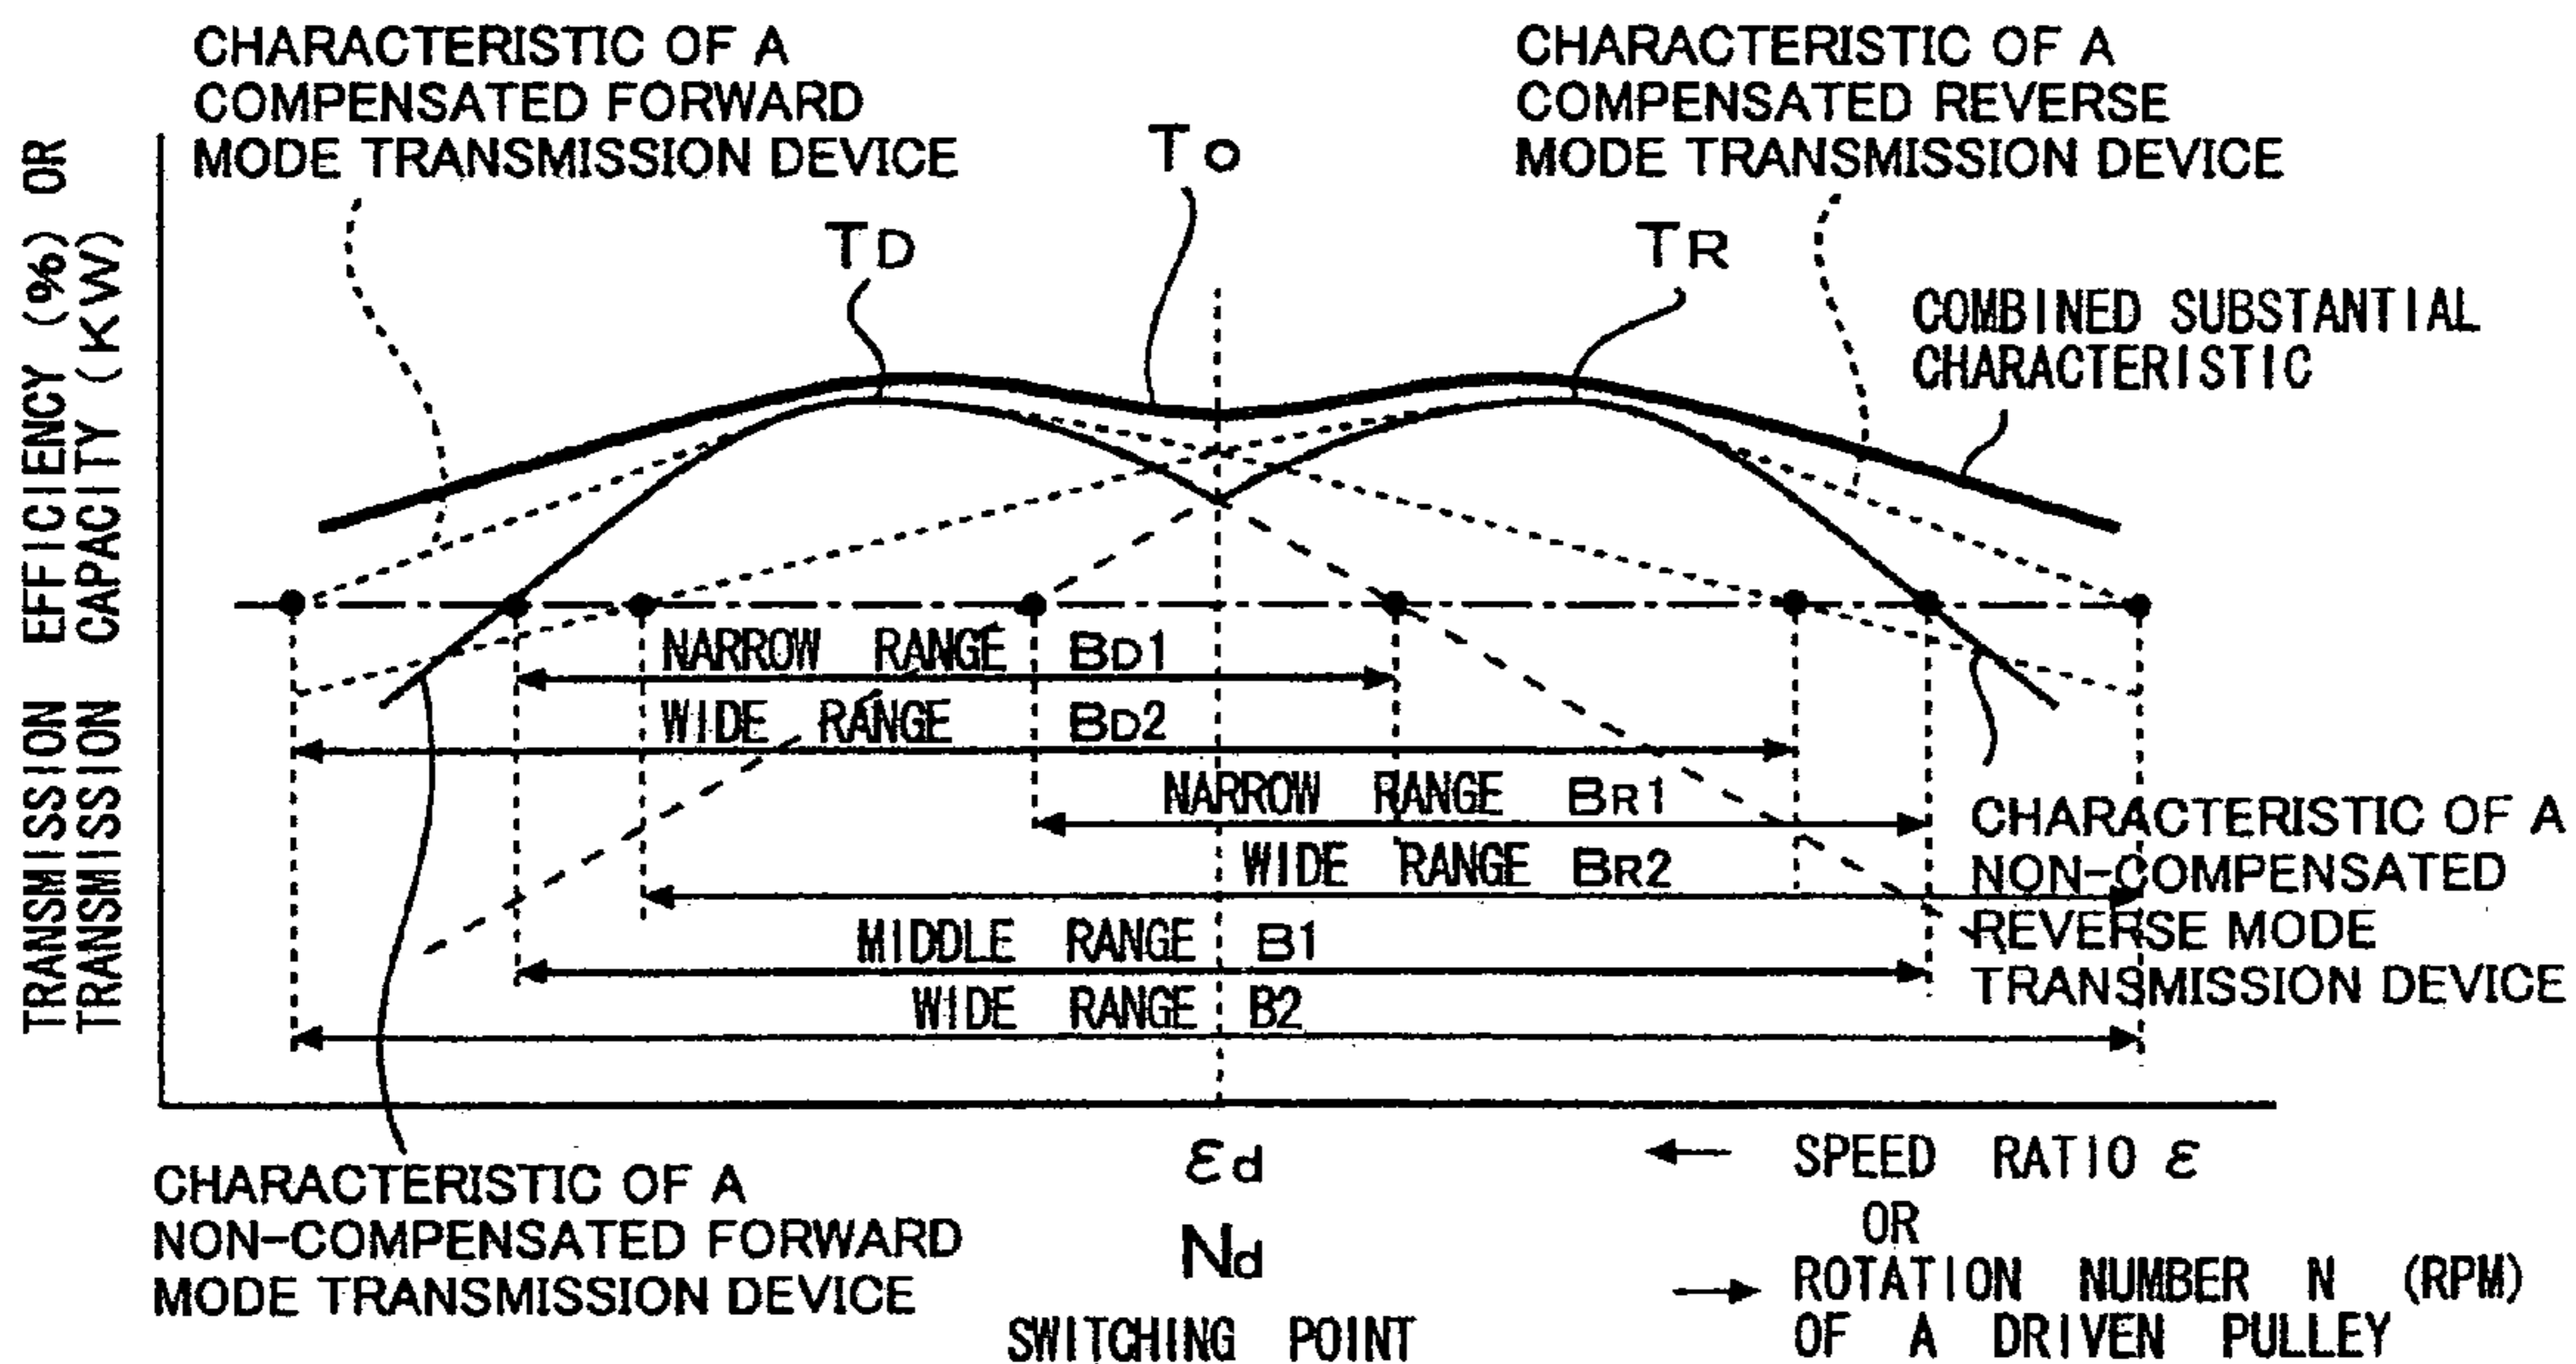 CHARACTERISTIC OF A
COMPENSATED FORWARD
MODE TRANSMISSION DEVICE
CHARACTERISTIC OF A
COMPENSATED REVERSE
MODE TRANSMISSION DEVICE
To
TD
TR
COMBINED SUBSTANTIAL
CHARACTERISTIC
TRANSMISSION EFFICIENCY (%) OR
TRANSMISSION CAPACITY (KW)
NARROW RANGE BD1
WIDE RANGE BD2
NARROW RANGE BR1
WIDE RANGE BR2
MIDDLE RANGE B1
WIDE RANGE B2
CHARACTERISTIC OF A
NON-COMPENSATED
REVERSE MODE
TRANSMISSION DEVICE
CHARACTERISTIC OF A
NON-COMPENSATED FORWARD
MODE TRANSMISSION DEVICE
εd
Nd
SWITCHING POINT
← SPEED RATIO ε
OR
→ ROTATION NUMBER N (RPM)
OF A DRIVEN PULLEY